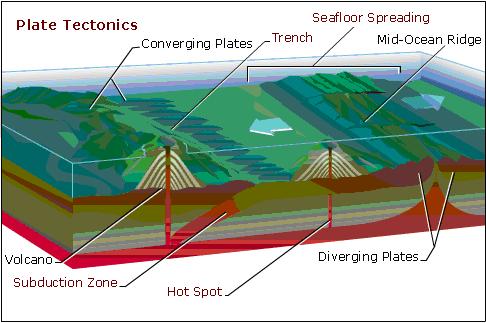 Plate Tectonics
Seafloor Spreading
Converging Plates
Trench
Mid-Ocean Ridge
Volcano
Subduction Zone
Hot Spot
Diverging Plates